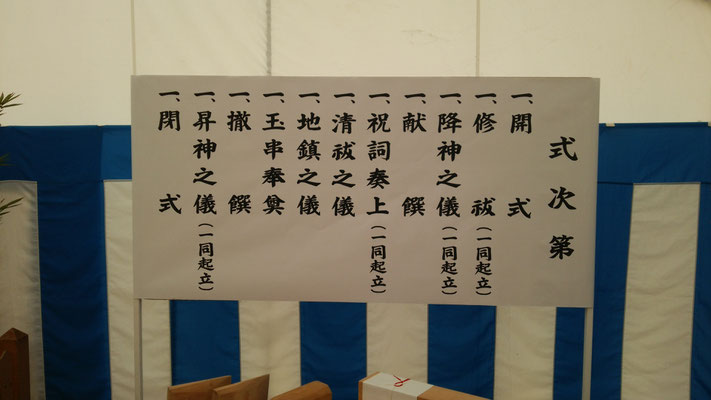 式次第
一、開式
一、修祓(一同起立)
一、降神之儀(一同起立)
一、献饌
一、祝詞奏上(一同起立)
一、清祓之儀
一、地鎮之儀
一、玉串奉奠
一、撤饌
一、昇神之儀(一同起立)
一、閉式